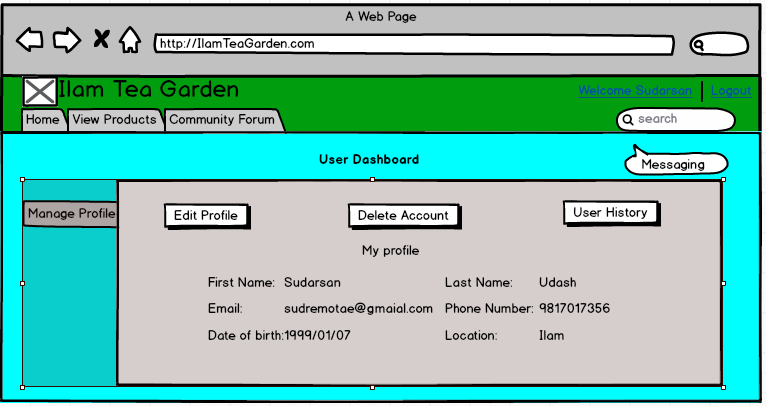 A Web Page
http://IlamTeaGarden.com
Ilam Tea Garden
Welcome Sudarsan Logout
Home View Products Community Forum search
User Dashboard
Messaging
Manage Profile Edit Profile Delete Account User History
My profile
First Name: Sudarsan Last Name: Udash
Email: sudremotae@gmaial.com Phone Number: 9817017356
Date of birth:1999/01/07 Location: Ilam